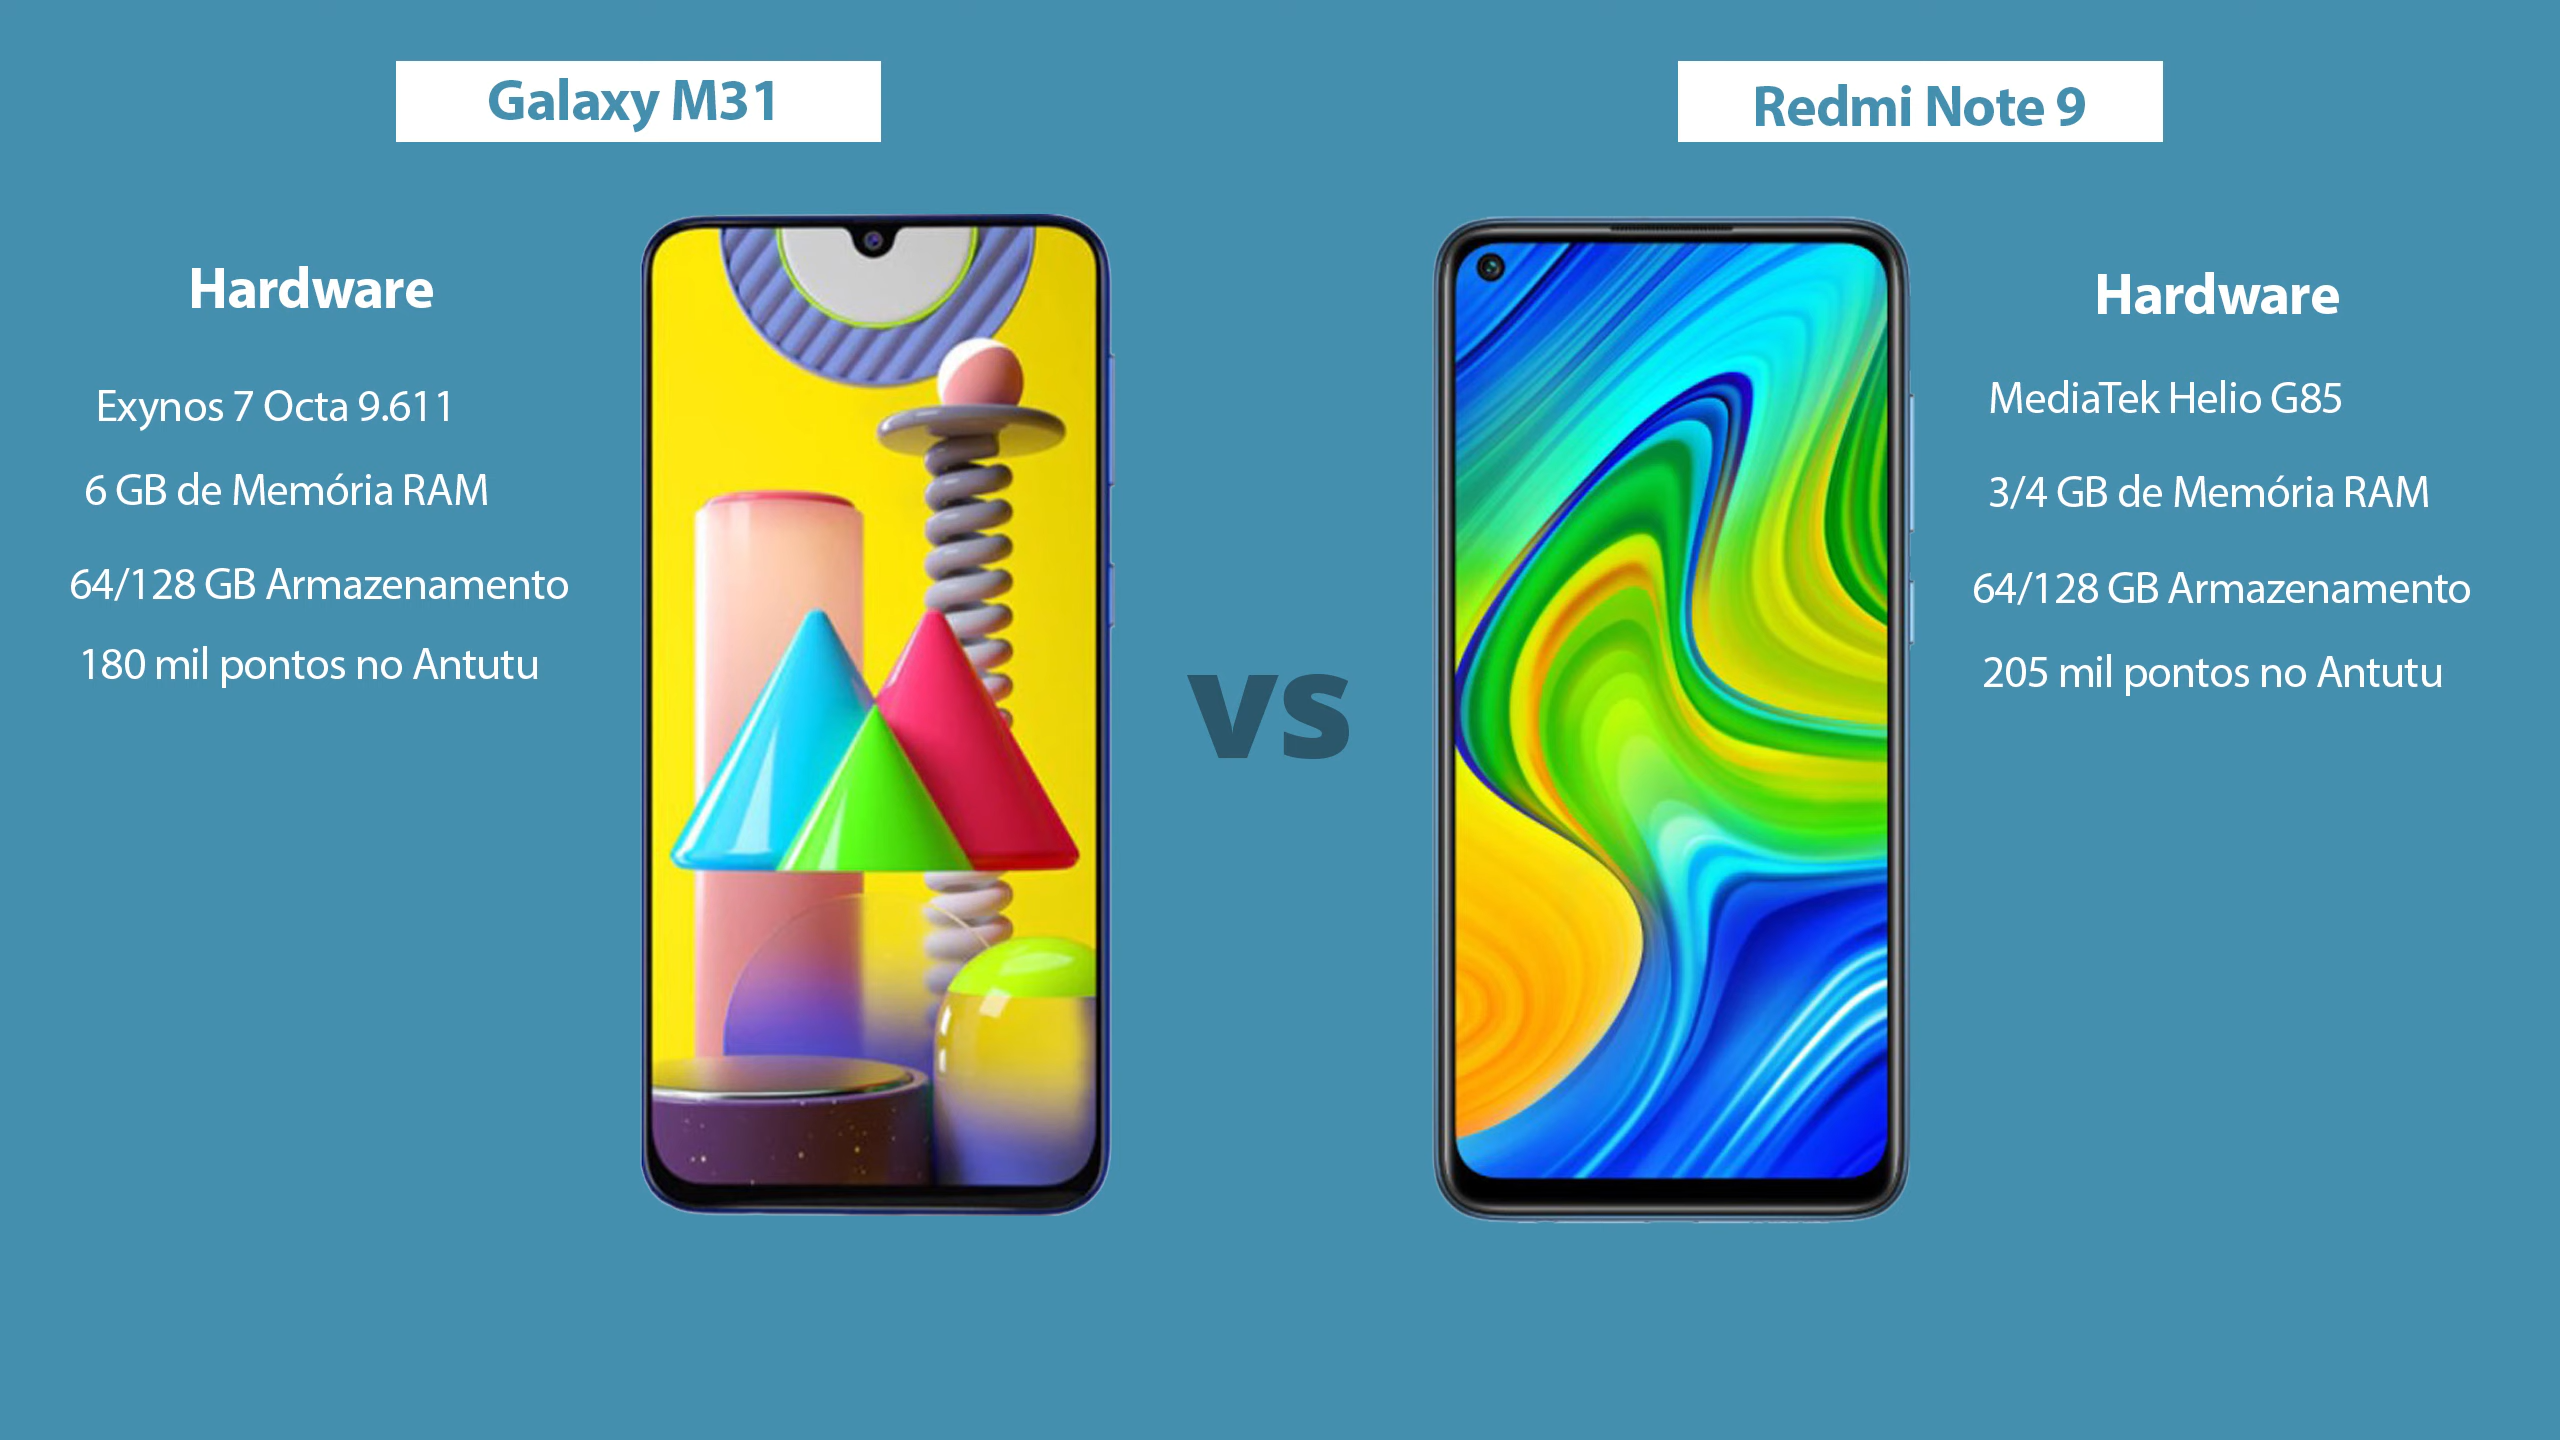 Galaxy M31
Hardware
Exynos 7 Octa 9.611
6 GB de Memória RAM
64/128 GB Armazenamento
180 mil pontos no Antutu
VS
Redmi Note 9
Hardware
MediaTek Helio G85
3/4 GB de Memória RAM
64/128 GB Armazenamento
205 mil pontos no Antutu